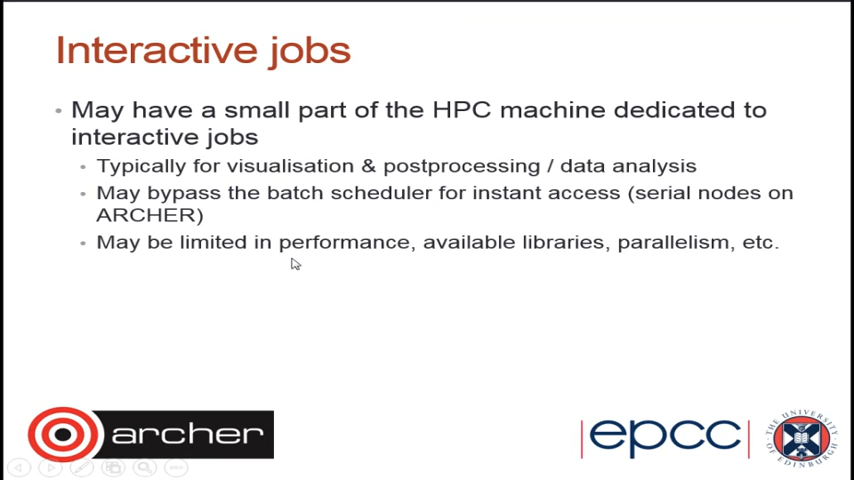 Interactive jobs
• May have a small part of the HPC machine dedicated to
interactive jobs
• Typically for visualisation & postprocessing / data analysis
• May bypass the batch scheduler for instant access (serial nodes on
ARCHER)
• May be limited in performance, available libraries, parallelism, etc.
archer
epcc
THE UNIVERSITY
OF EDINBURGH